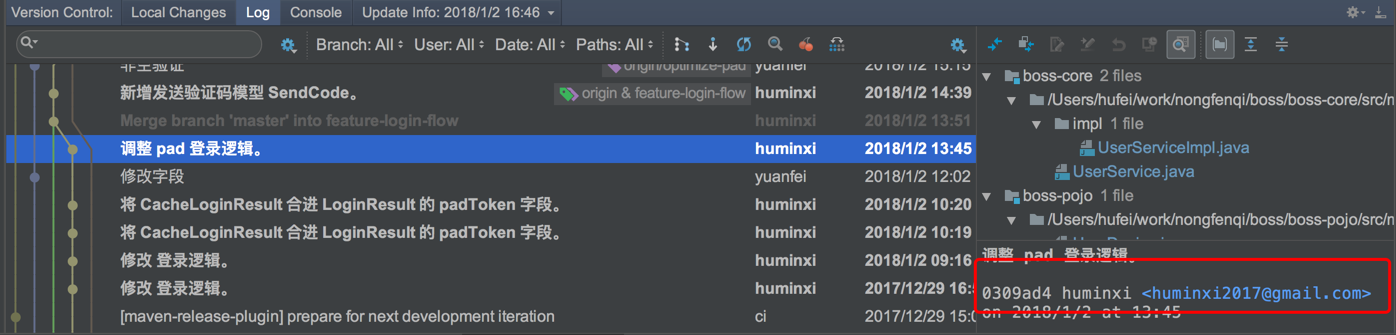 Version Control: Local Changes Log Console Update Info: 2018/1/2 16:46
Branch: All User: All Date: All Paths: All
非空验证 origin/optimize-pad yuanfei 2018/1/2 15:15
新增发送验证码模型 SendCode。 origin & feature-login-flow huminxi 2018/1/2 14:39
Merge branch 'master' into feature-login-flow huminxi 2018/1/2 13:51
调整 pad 登录逻辑。 huminxi 2018/1/2 13:45
修改字段 yuanfei 2018/1/2 12:02
将 CacheLoginResult 合进 LoginResult 的 padToken 字段。 huminxi 2018/1/2 10:20
将 CacheLoginResult 合进 LoginResult 的 padToken 字段。 huminxi 2018/1/2 10:19
修改 登录逻辑。 huminxi 2018/1/2 09:16
修改 登录逻辑。 huminxi 2017/12/29 16:5
[maven-release-plugin] prepare for next development iteration ci 2017/12/29 15:0
boss-core 2 files
/Users/hufei/work/nongfenqi/boss/boss-core/src/m
impl 1 file
UserServiceImpl.java
UserService.java
boss-pojo 1 file
/Users/hufei/work/nongfenqi/boss/boss-pojo/src/m
调整 pad 登录逻辑。
0309ad4 huminxi <huminxi2017@gmail.com>
on 2018/1/2 at 13:45